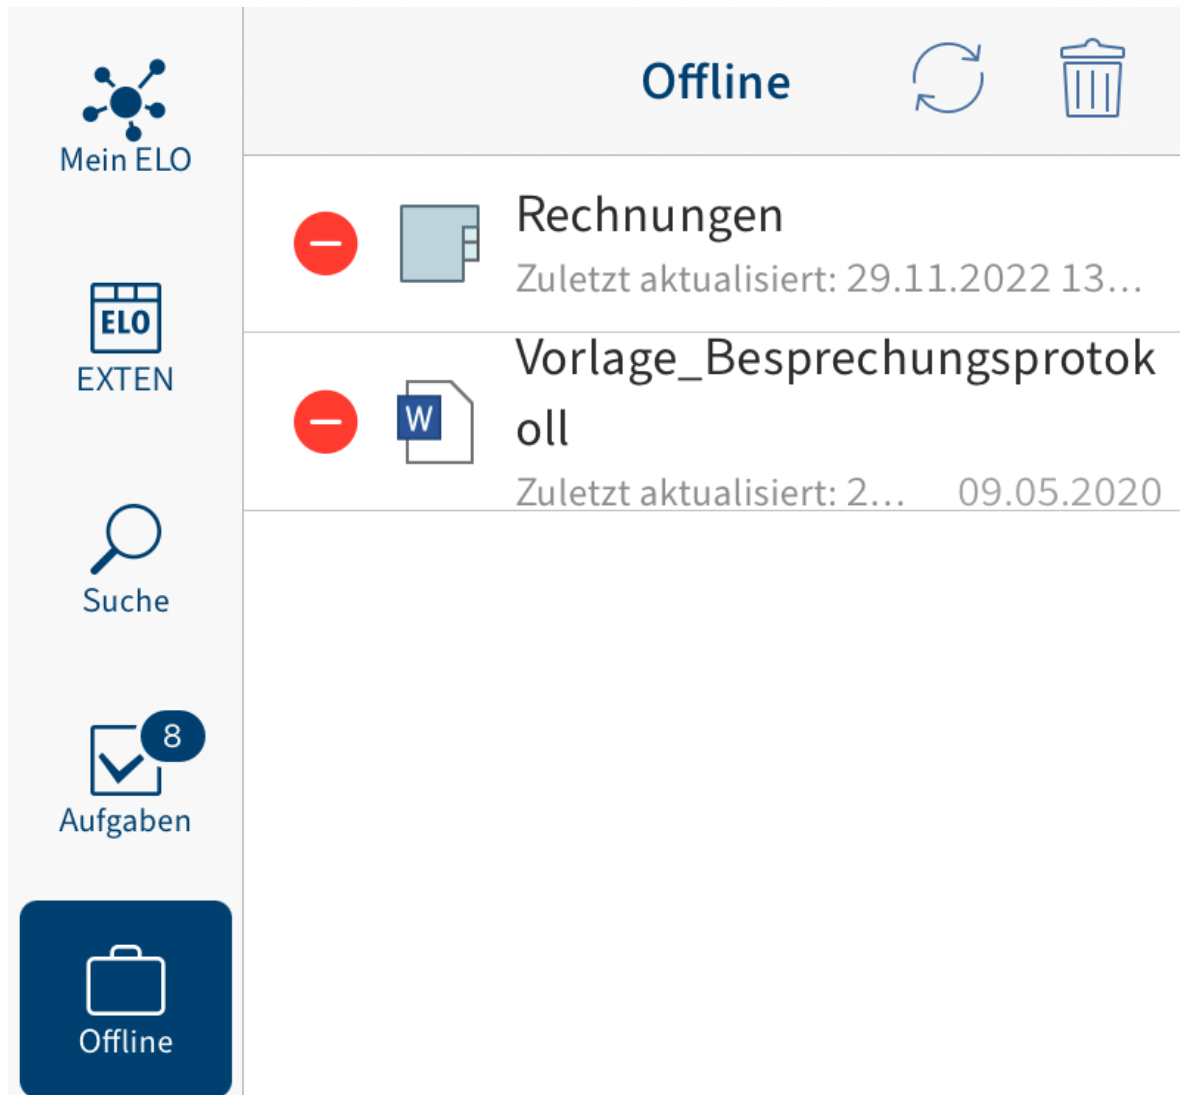 Mein ELO
ELO
EXTEN
Suche
8
Aufgaben
Offline
Offline
Rechnungen
Zuletzt aktualisiert: 29.11.2022 13...
Vorlage_Besprechungsprotok
oll
Zuletzt aktualisiert: 2... 09.05.2020
W